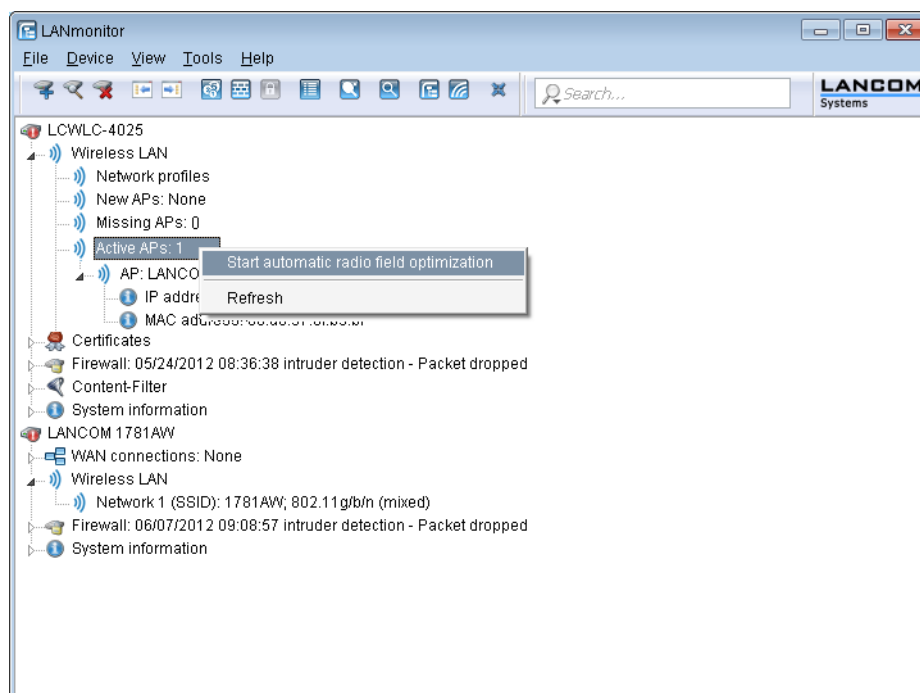 LANmonitor
File Device View Tools Help
Search...
LANCOM
Systems
LCWLC-4025
Wireless LAN
Network profiles
New APs: None
Missing APs: 0
Active APs: 1
Start automatic radio field optimization
AP: LANCO
IP addre
Refresh
MAC
Certificates
Firewall: 05/24/2012 08:36:38 intruder detection - Packet dropped
Content-Filter
System information
LANCOM 1781AW
WAN connections: None
Wireless LAN
Network 1 (SSID): 1781AW; 802.11g/b/n (mixed)
Firewall: 06/07/2012 09:08:57 intruder detection - Packet dropped
System information